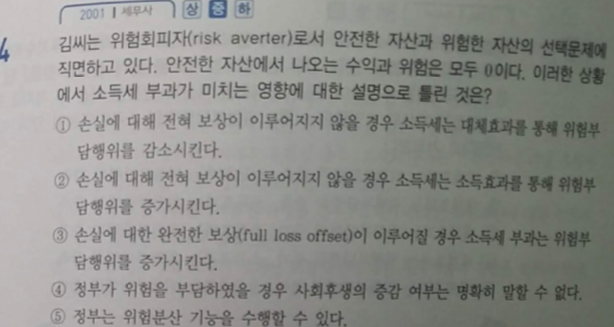 2001 | 세무사 상 중 하
4
김씨는 위험회피자(risk averter)로서 안전한 자산과 위험한 자산의 선택문제에
직면하고 있다. 안전한 자산에서 나오는 수익과 위험은 모두 0이다. 이러한 상황
에서 소득세 부과가 미치는 영향에 대한 설명으로 틀린 것은?
① 손실에 대해 전혀 보상이 이루어지지 않을 경우 소득세는 대체효과를 통해 위험부
담행위를 감소시킨다.
② 손실에 대해 전혀 보상이 이루어지지 않을 경우 소득세는 소득효과를 통해 위험부
담행위를 증가시킨다.
③ 손실에 대한 완전한 보상(full loss offset)이 이루어질 경우 소득세 부과는 위험부
담행위를 증가시킨다.
④ 정부가 위험을 부담하였을 경우 사회후생의 증감 여부는 명확히 말할 수 없다.
⑤ 정부는 위험분산 기능을 수행할 수 있다.